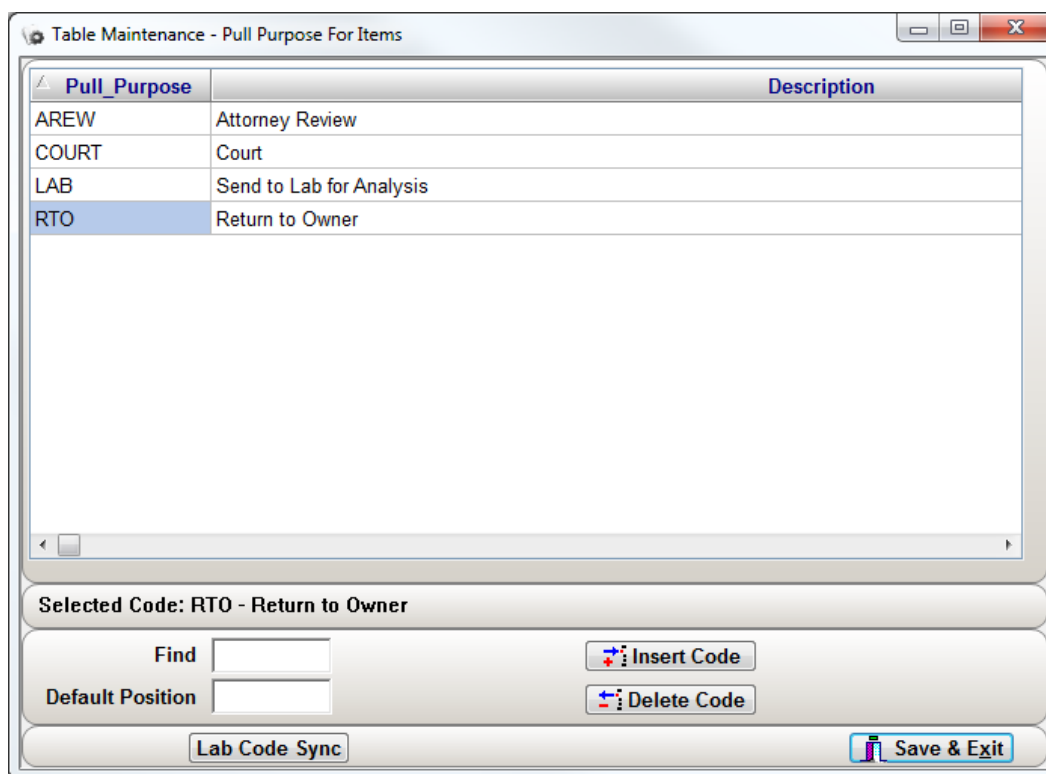 Table Maintenance - Pull Purpose For Items
Pull_Purpose Description
AREW Attorney Review
COURT Court
LAB Send to Lab for Analysis
RTO Return to Owner
Selected Code: RTO - Return to Owner
Find Insert Code
Default Position Delete Code
Lab Code Sync Save & Exit